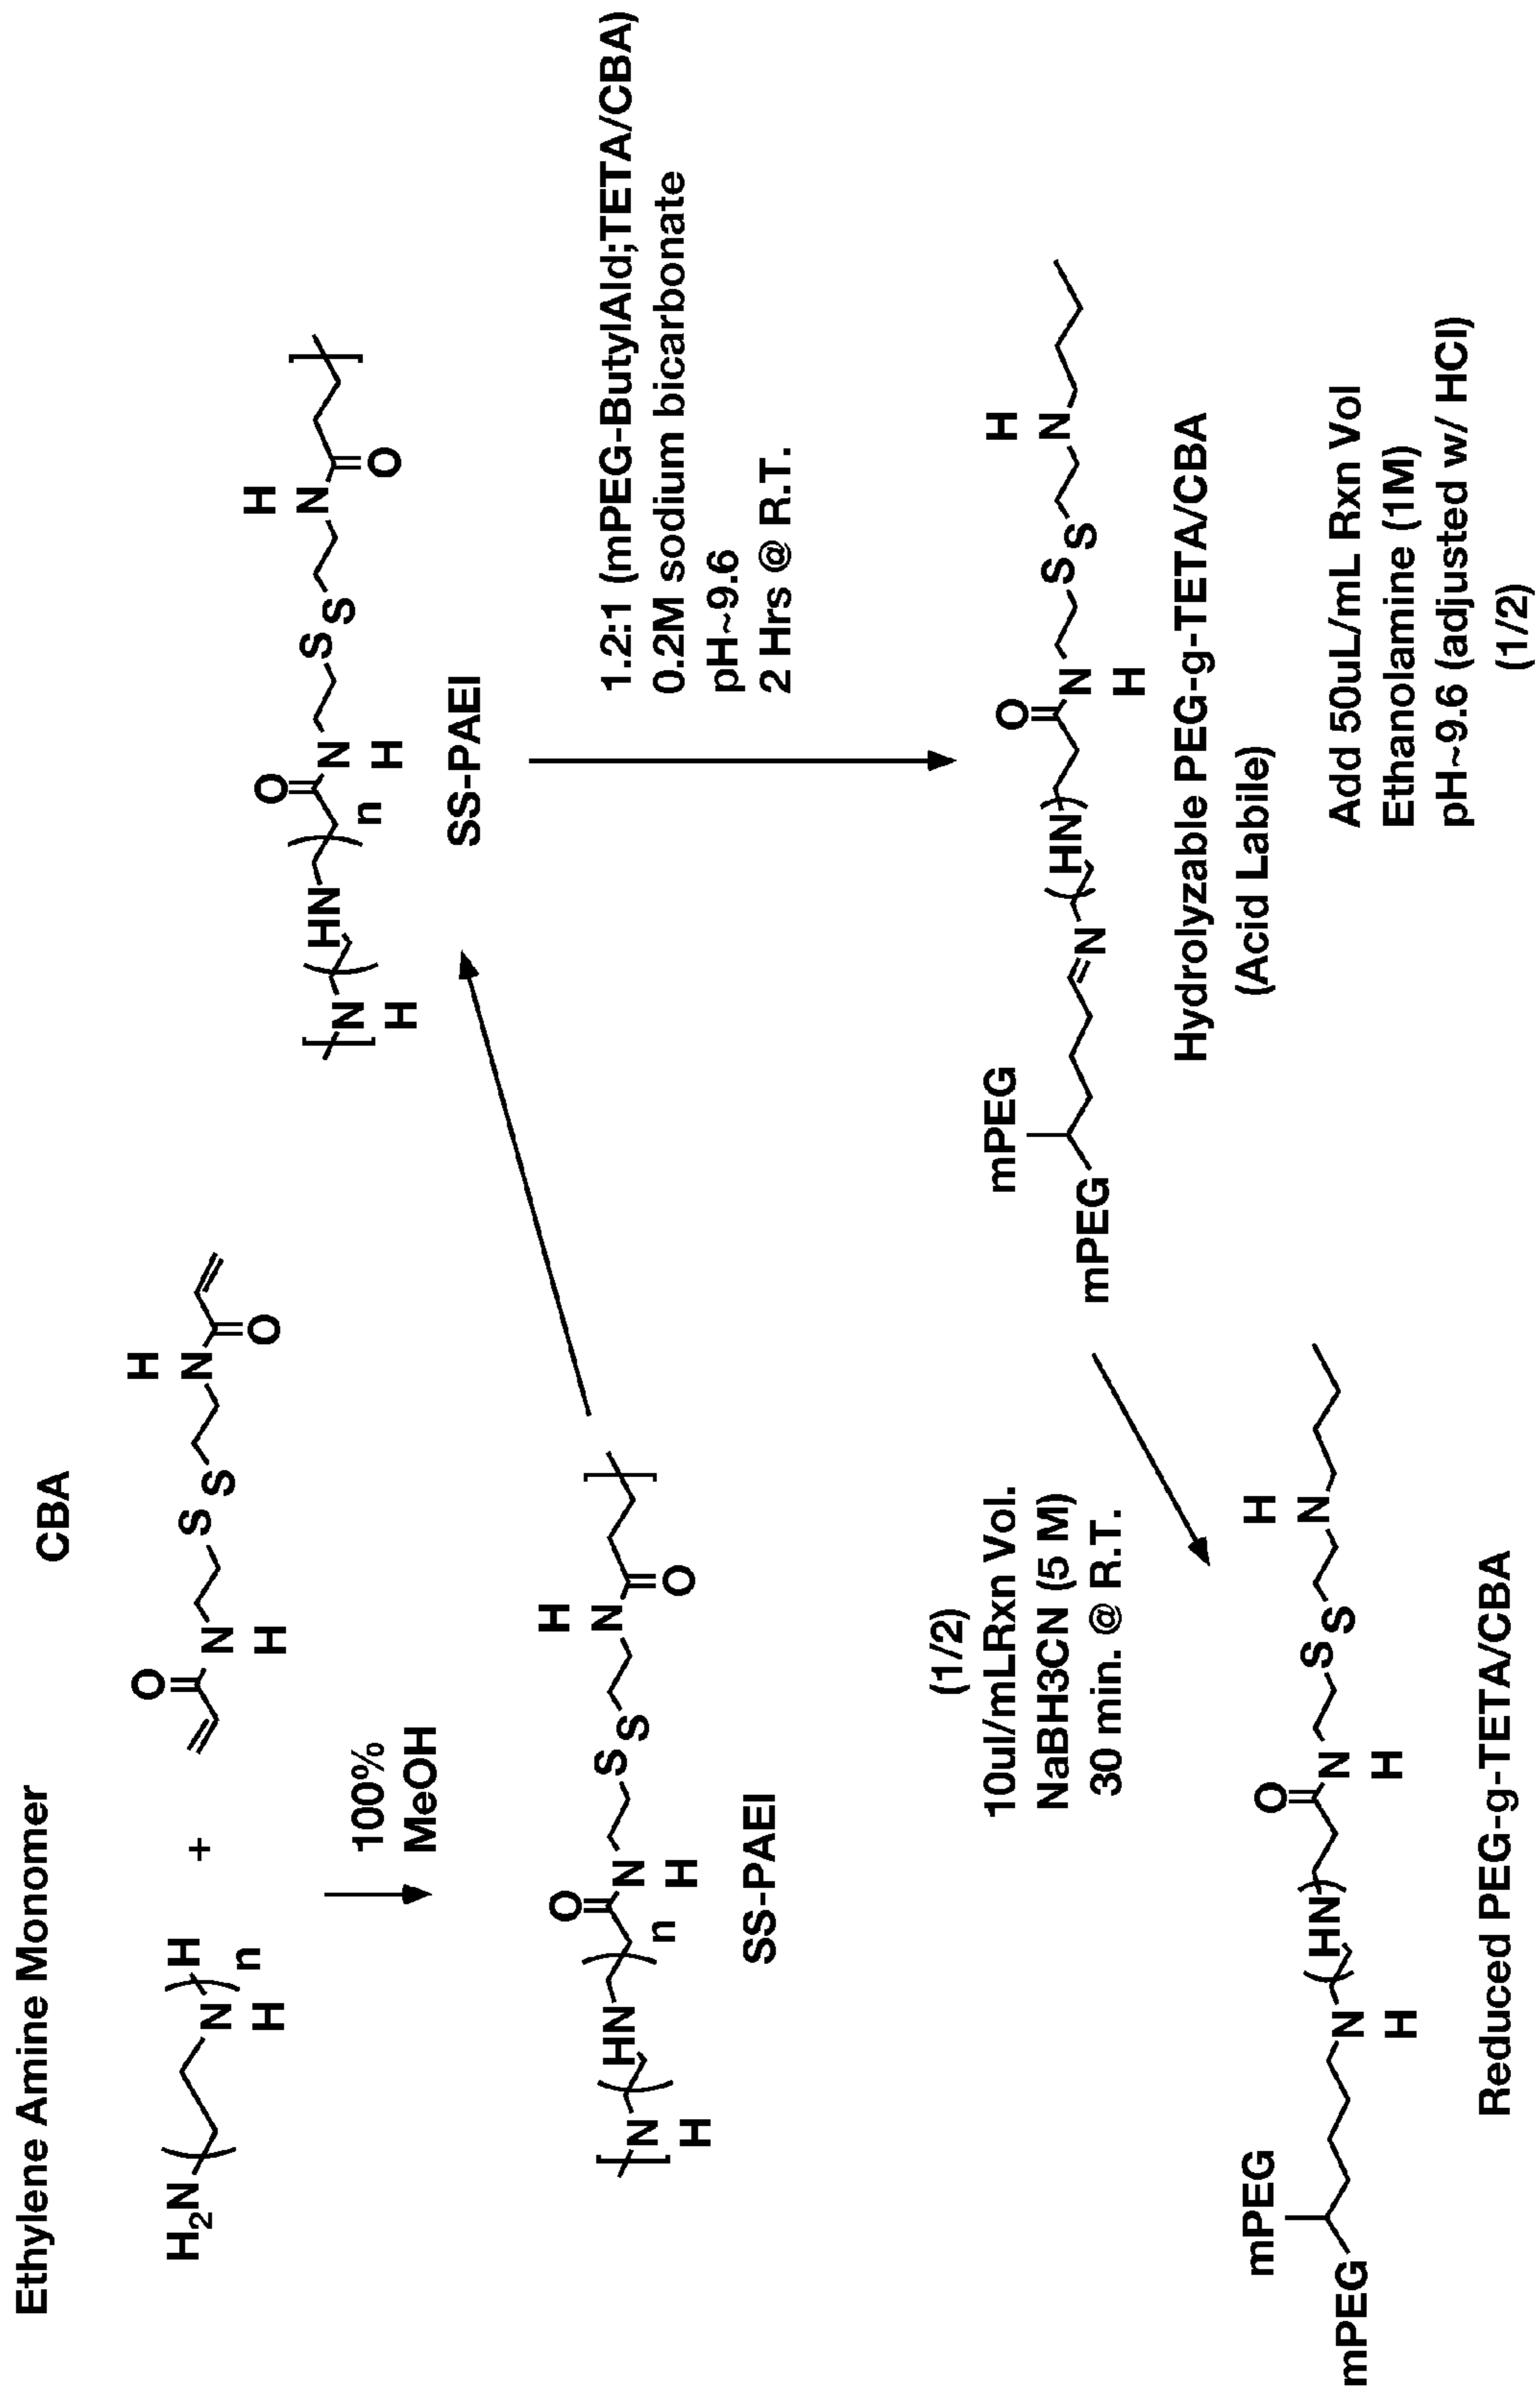 Ethylene Amine Monomer
CBA
H2N
N
H
H
n
+
O
N
H
S
S
H
N
O
100%
MeOH
N
H
HN
n
O
N
H
S
S
H
N
O
SS-PAEI
N
H
HN
n
O
N
H
S
S
H
N
O
SS-PAEI
1.2:1 (mPEG-ButylAld;TETA/CBA)
0.2M sodium bicarbonate
pH~9.6
2 Hrs @ R.T.
mPEG
mPEG
N
HN
O
N
H
S
S
H
N
Hydrolyzable PEG-g-TETA/CBA
(Acid Labile)
Add 50uL/mL Rxn Vol
Ethanolamine (1M)
pH~9.6 (adjusted w/ HCl)
(1/2)
(1/2)
10ul/mLRxn Vol.
NaBH3CN (5 M)
30 min. @ R.T.
mPEG
mPEG
N
H
HN
O
N
H
S
S
H
N
Reduced PEG-g-TETA/CBA